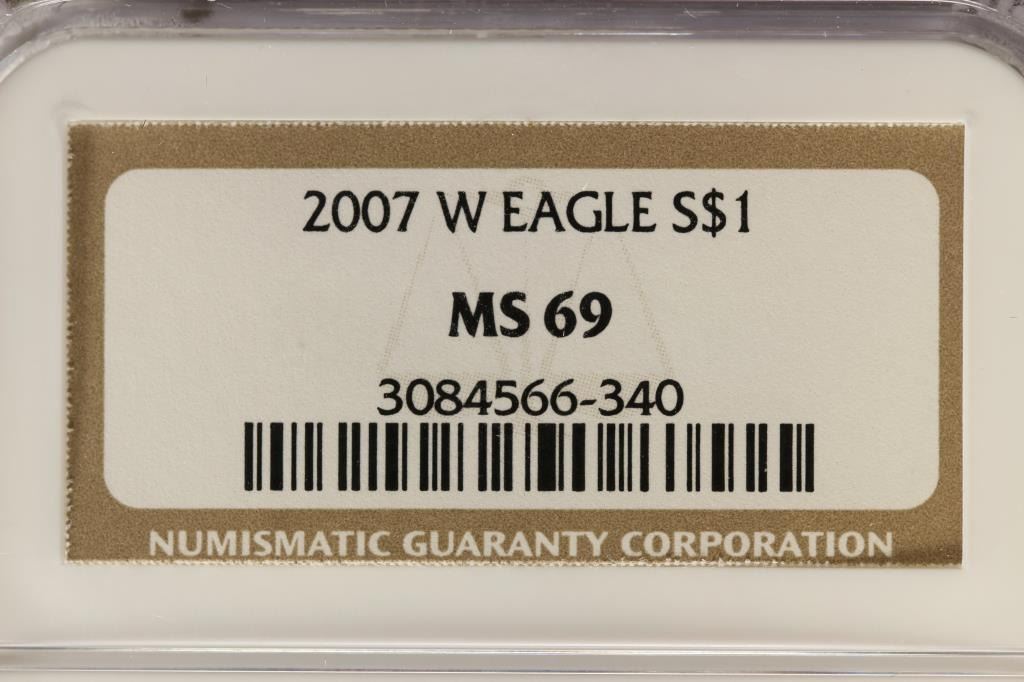 2007 W EAGLE S$1
MS 69
3084566-340
NUMISMATIC GUARANTY CORPORATION